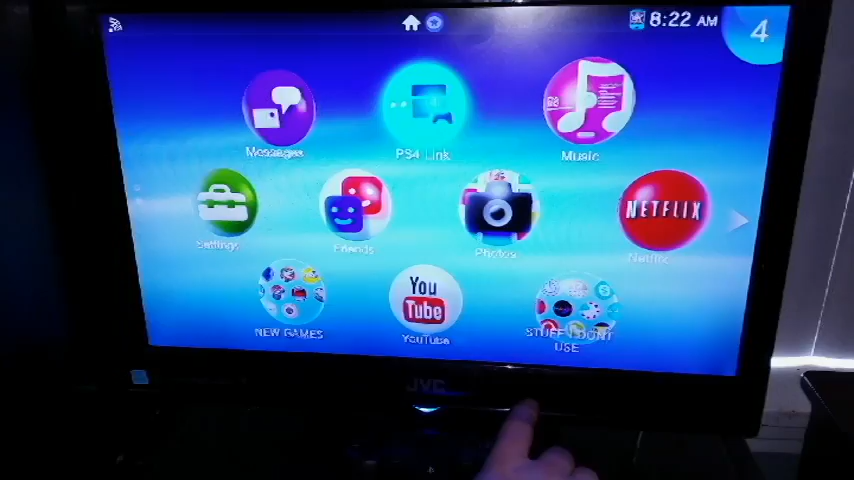 8:22 AM
4
Messages
PS4 Link
Music
NETFLIX
Settings
Friends
Photos
Netflix
You
Tube
NEW GAMES
YouTube
STUFF I DONT
USE
JVC